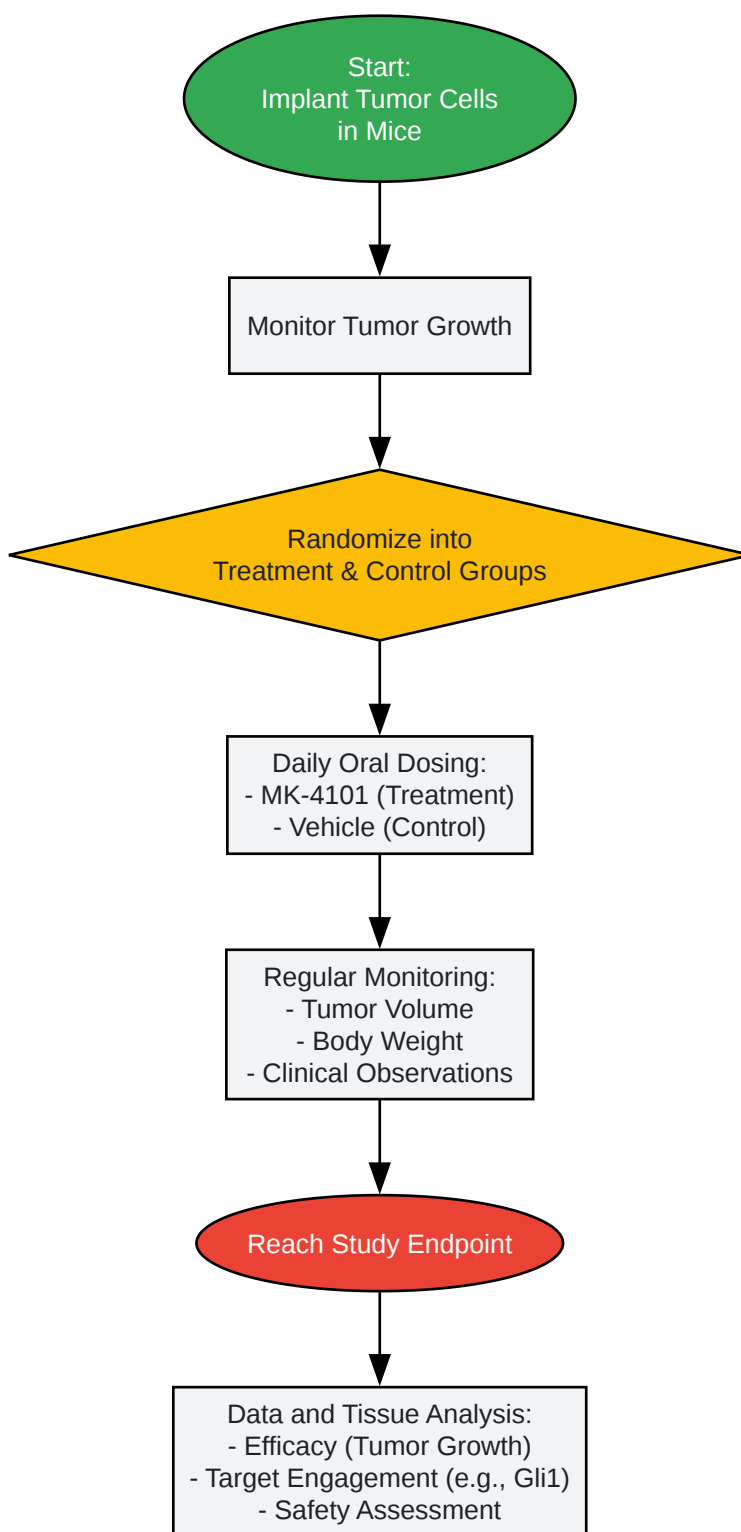 Start:
Implant Tumor Cells
in Mice
Monitor Tumor Growth
Randomize into
Treatment & Control Groups
Daily Oral Dosing:
- MK-4101 (Treatment)
- Vehicle (Control)
Regular Monitoring:
- Tumor Volume
- Body Weight
- Clinical Observations
Reach Study Endpoint
Data and Tissue Analysis:
- Efficacy (Tumor Growth)
- Target Engagement (e.g., Gli1)
- Safety Assessment